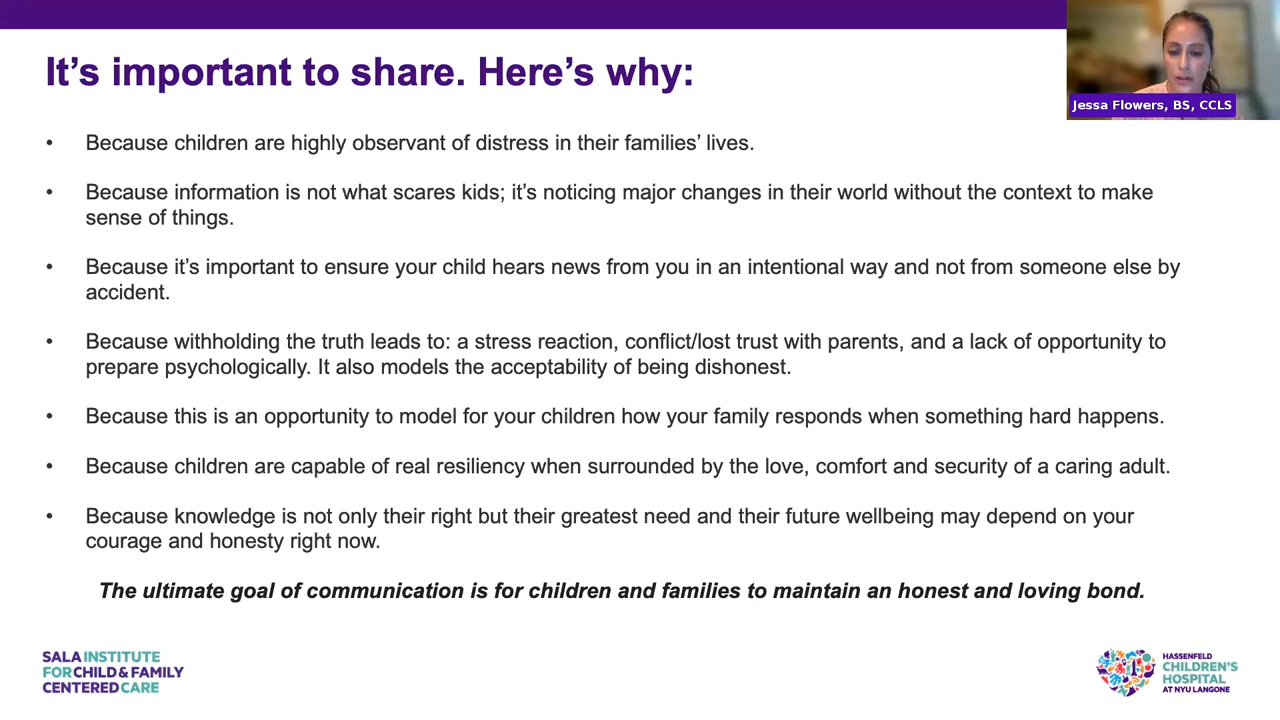 It's important to share. Here's why:
Jessa Flowers, BS, CCLS
• Because children are highly observant of distress in their families' lives.
• Because information is not what scares kids; it's noticing major changes in their world without the context to make
sense of things.
• Because it's important to ensure your child hears news from you in an intentional way and not from someone else by
accident.
• Because withholding the truth leads to: a stress reaction, conflict/lost trust with parents, and a lack of opportunity to
prepare psychologically. It also models the acceptability of being dishonest.
• Because this is an opportunity to model for your children how your family responds when something hard happens.
• Because children are capable of real resiliency when surrounded by the love, comfort and security of a caring adult.
• Because knowledge is not only their right but their greatest need and their future wellbeing may depend on your
courage and honesty right now.
The ultimate goal of communication is for children and families to maintain an honest and loving bond.
SALA INSTITUTE
FOR CHILD & FAMILY
CENTERED CARE
HASSENFELD
CHILDREN'S
HOSPITAL
AT NYU LANGONE